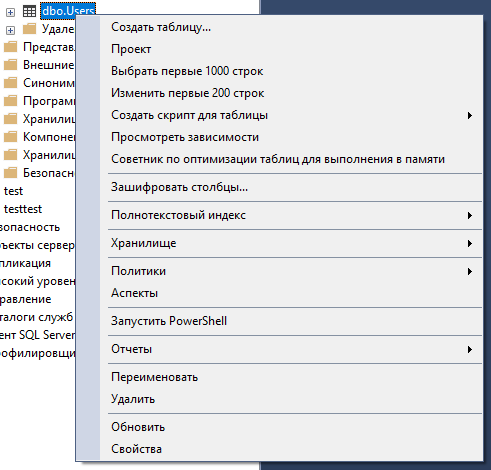 dbo.Users
Создать таблицу...
Удале
Проект
Представ.
Выбрать первые 1000 строк
Внешние
Изменить первые 200 строк
Синоним
Создать скрипт для таблицы
Програм
Просмотреть зависимости
Хранилиц
Советник по оптимизации таблиц для выполнения в памяти
Компоне
Зашифровать столбцы...
Хранилиц
Безопасн
test
Полнотекстовый индекс
testtest
зопасность
Хранилище
ъекты сервер
пликация
Политики
сокий уровен
Аспекты
равление
талоги служб
Запустить PowerShell
ент SQL Server
офилировщи
Отчеты
Переименовать
Удалить
Обновить
Свойства